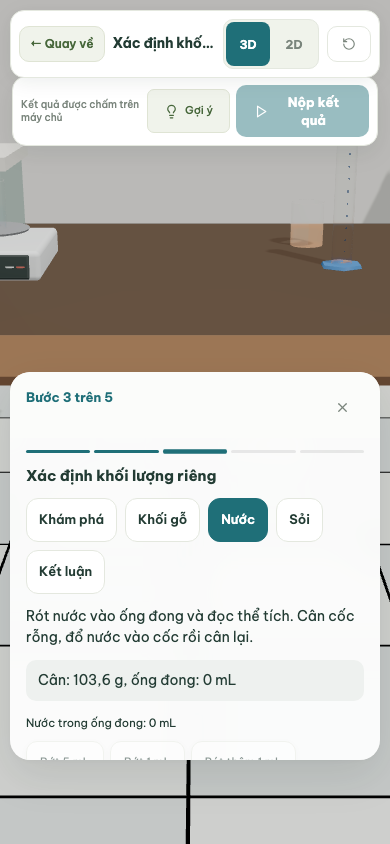 ← Quay về
Xác định khố...
3D
2D
Kết quả được chấm trên
máy chủ
Gợi ý
Nộp kết
quả
Bước 3 trên 5
Xác định khối lượng riêng
Khám phá
Khối gỗ
Nước
Sỏi
Kết luận
Rót nước vào ống đong và đọc thể tích. Cân cốc
rỗng, đổ nước vào cốc rồi cân lại.
Cân: 103,6 g, ống đong: 0 mL
Nước trong ống đong: 0 mL